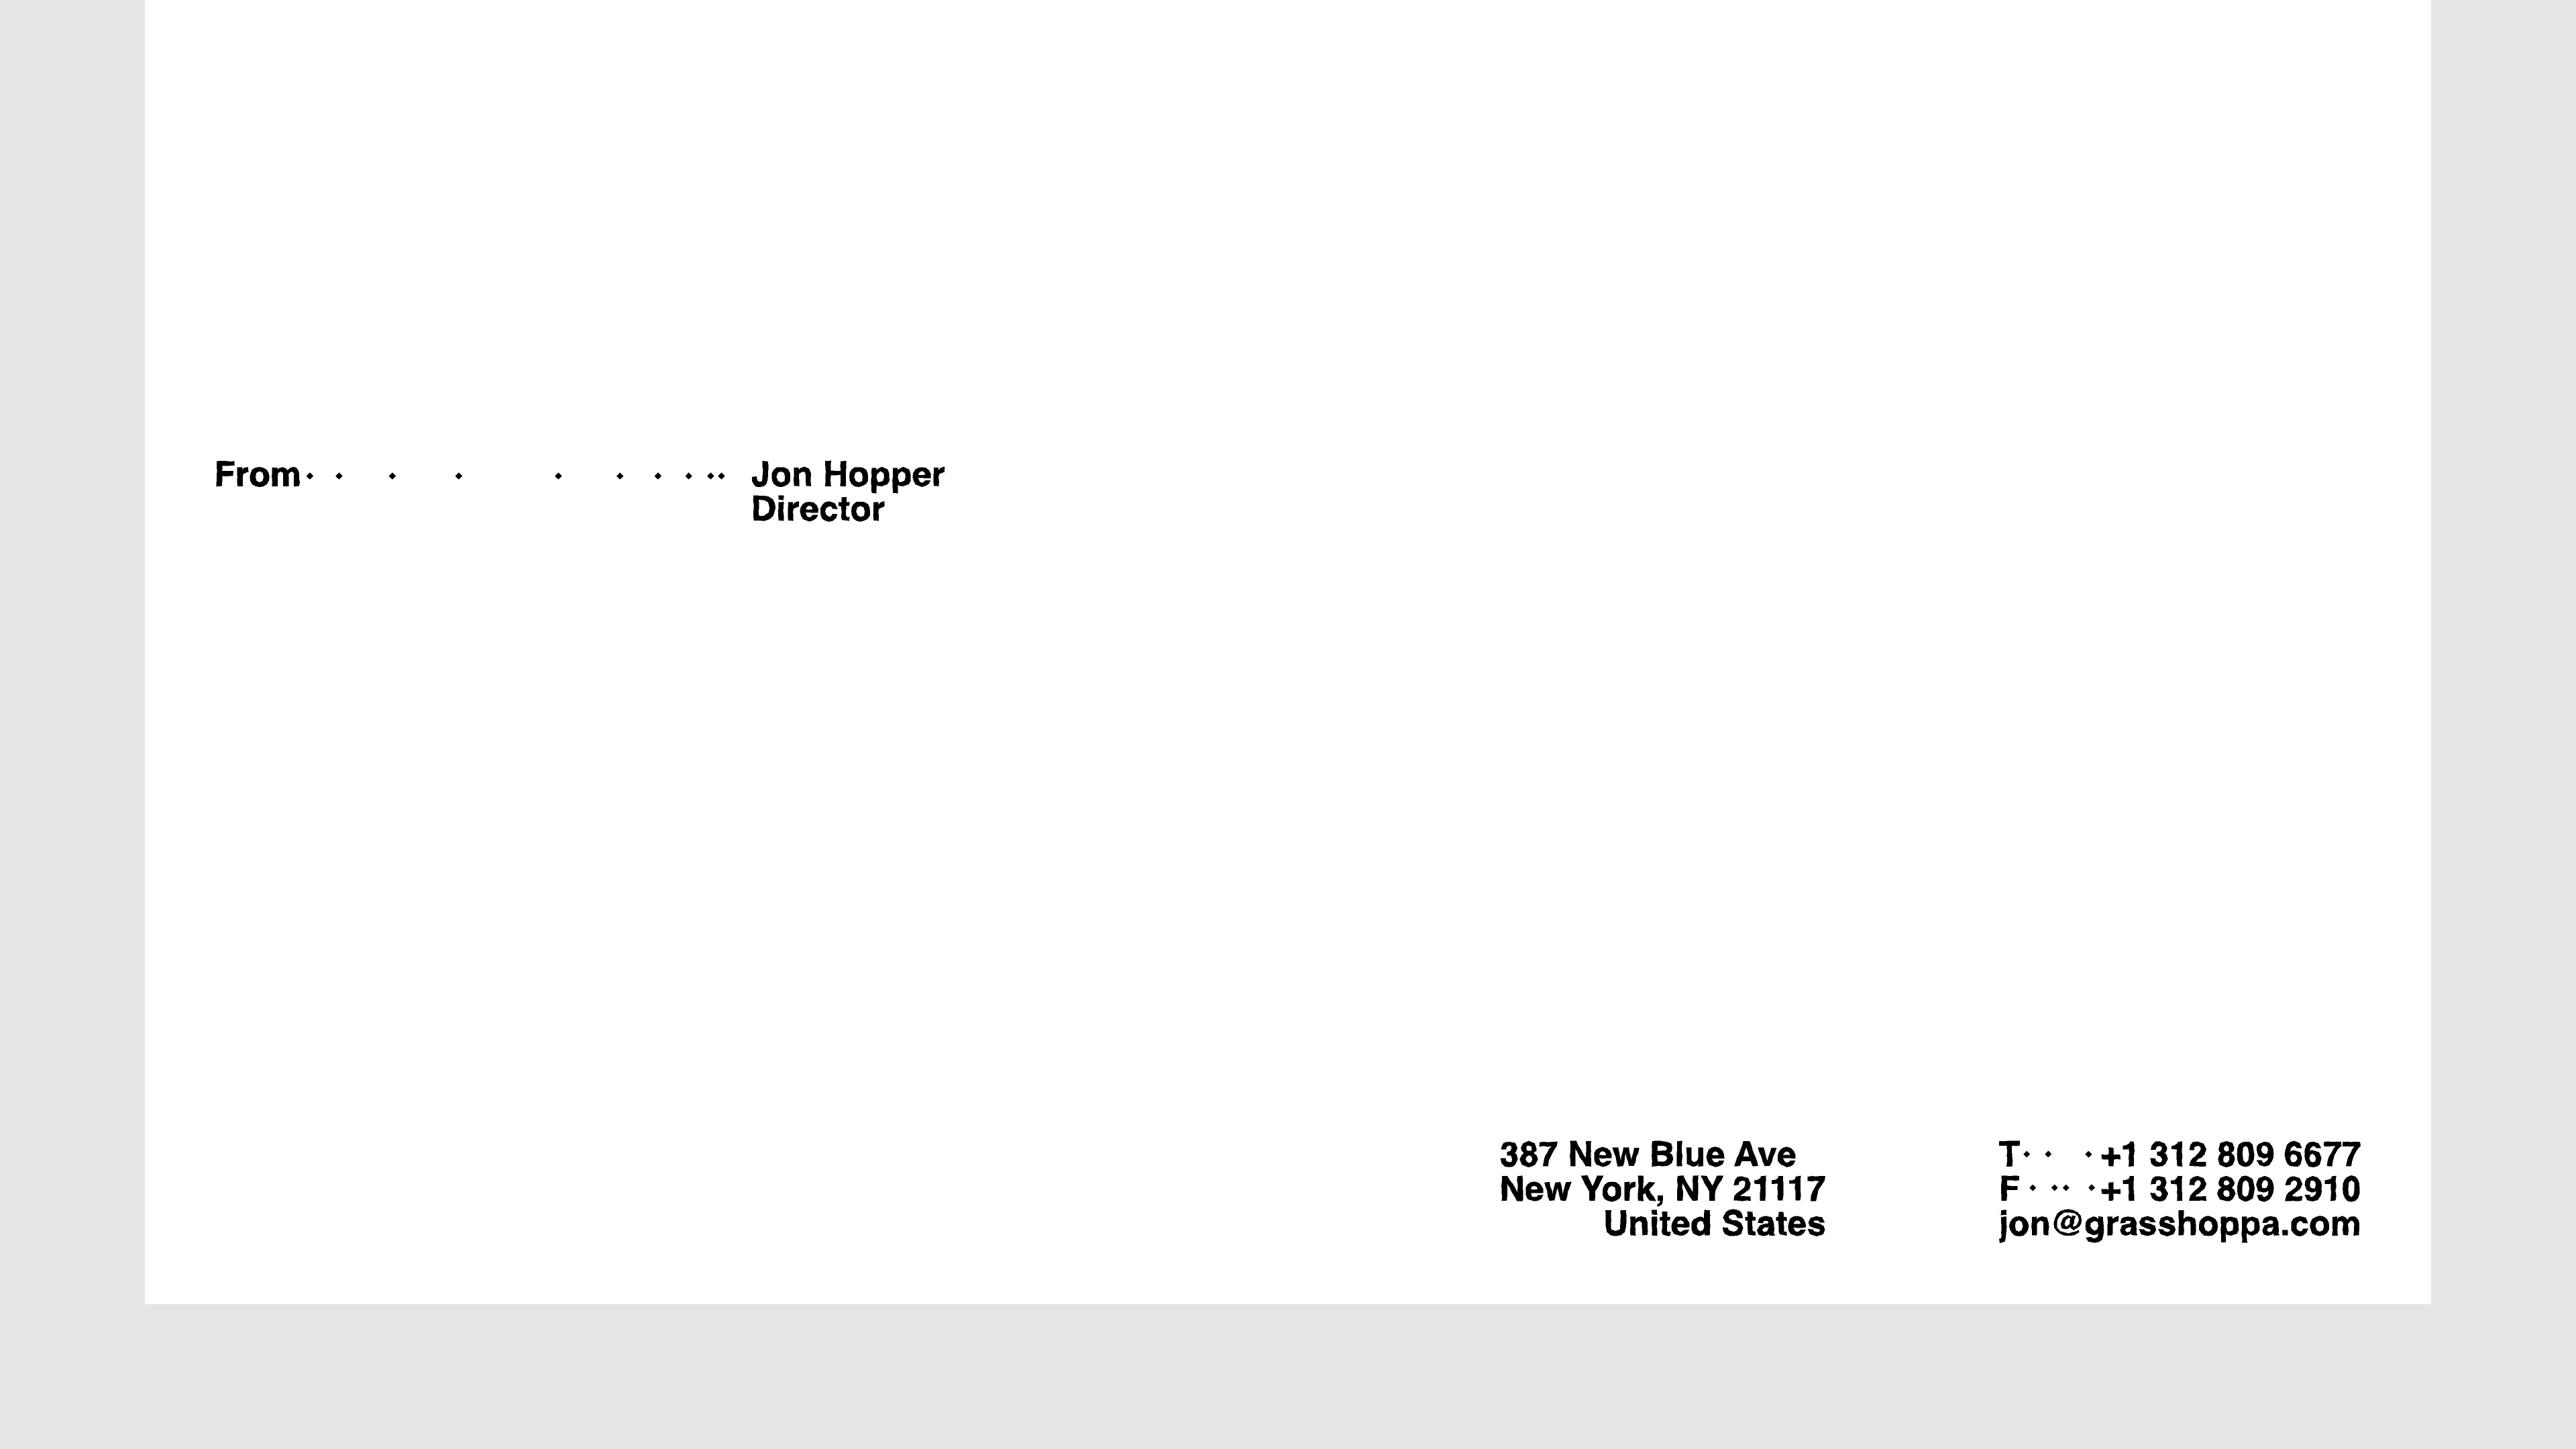 From· · · · · · · · ·· Jon Hopper
Director
387 New Blue Ave
New York, NY 21117
United States
T· · ·+1 312 809 6677
F· ·· ·+1 312 809 2910
jon@grasshoppa.com